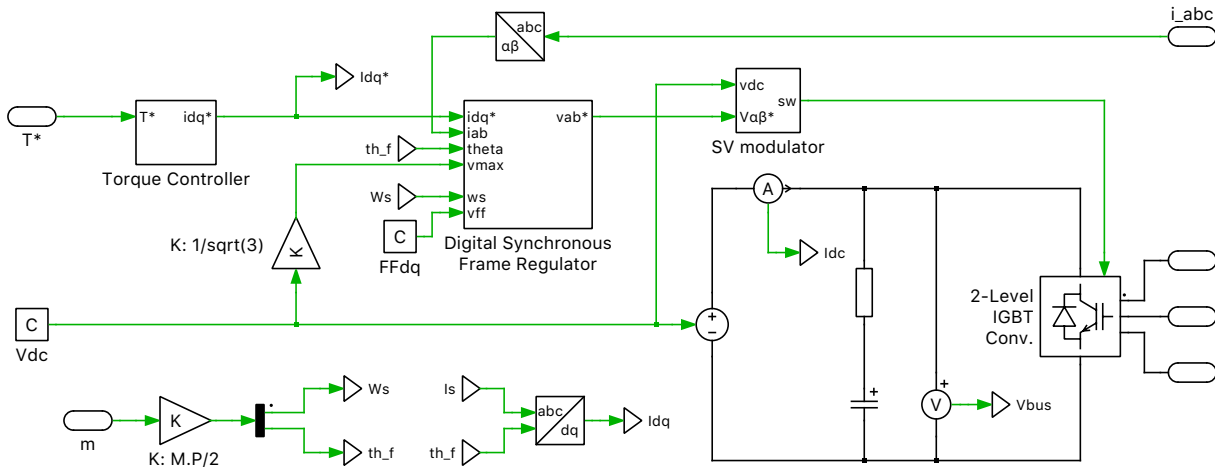 abc
αβ
i_abc
Idq*
T*
T*
idq*
Torque Controller
idq*
iab
theta
vmax
ws
vff
vab*
Digital Synchronous
Frame Regulator
th_f
Ws
C
FFdq
vdc
Vαβ*
sw
SV modulator
K: 1/sqrt(3)
K
A
Idc
C
Vdc
2-Level
IGBT
Conv.
V
Vbus
m
K
K: M.P/2
Ws
th_f
Is
th_f
abc
dq
Idq